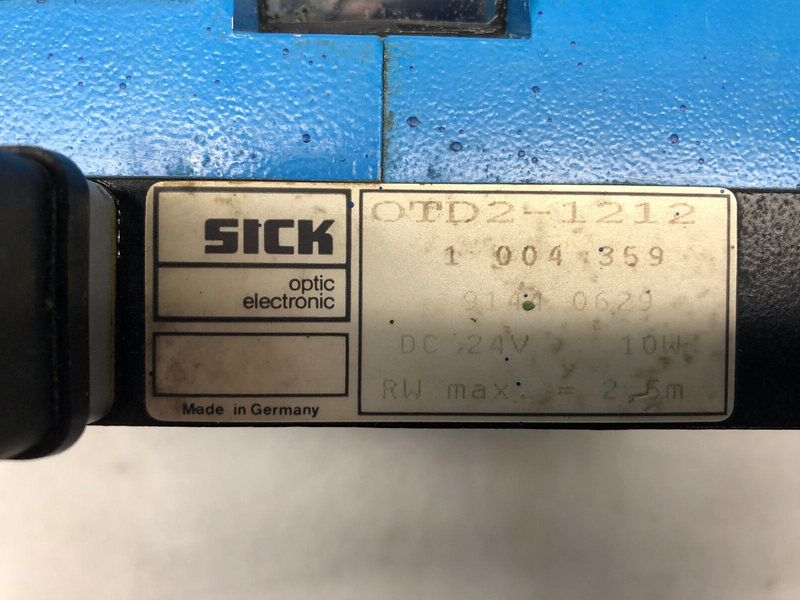 SICK
optic
electronic
Made in Germany
OTD2-1212
1 004 359
9144 0629
DC 24V 10W
RW max. = 2,5m